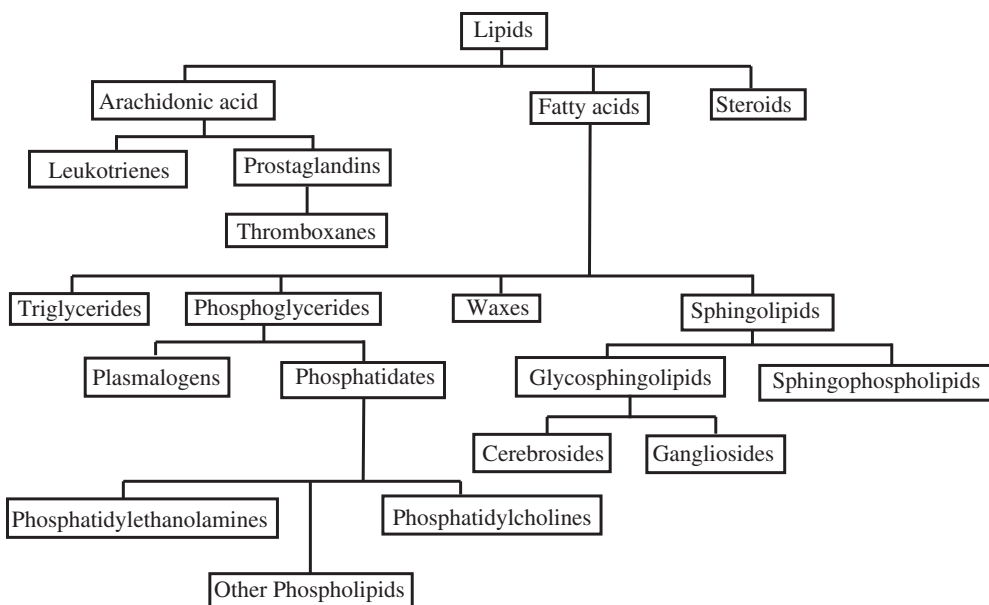 Lipids
Arachidonic acid
Fatty acids
Steroids
Leukotrienes
Prostaglandins
Thromboxanes
Triglycerides
Phosphoglycerides
Waxes
Sphingolipids
Plasmalogens
Phosphatidates
Glycosphingolipids
Sphingophospholipids
Cerebrosides
Gangliosides
Phosphatidylethanolamines
Phosphatidylcholines
Other Phospholipids